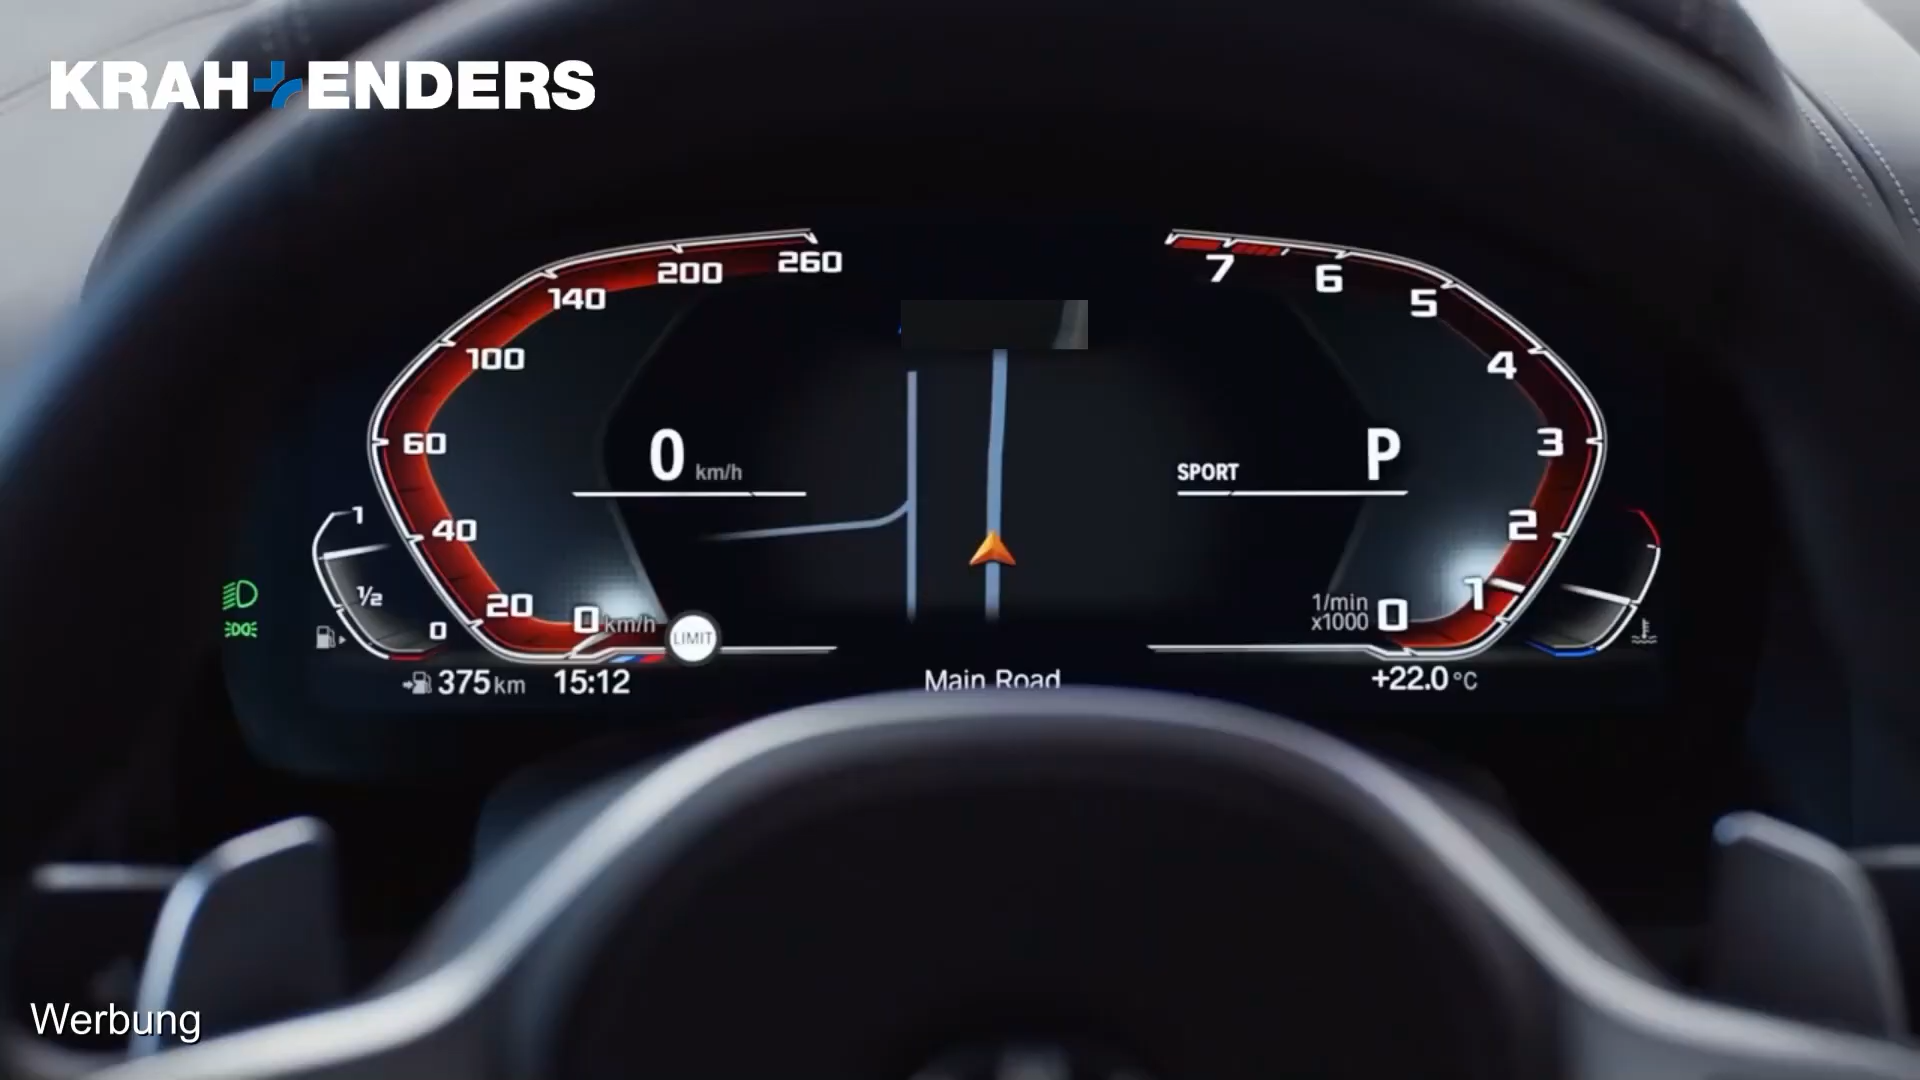 KRAH+ENDERS
260
200
140
100
60
40
20
0 km/h
7
6
5
4
3
2
1
0
1/min
x1000
0 km/h
SPORT
P
1
1/2
0
LIMIT
375 km
15:12
Main Road
+22.0 °C
Werbung